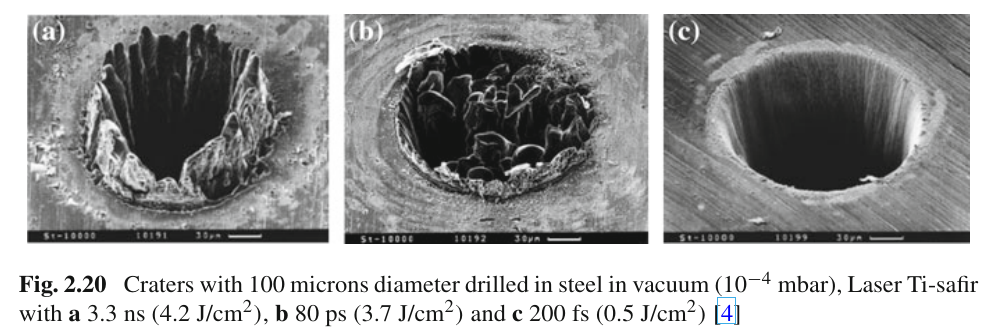 (a) (b) (c)
St-10000 10191 30µm St-10000 10192 30µm St-10000 10199 30µm
Fig. 2.20 Craters with 100 microns diameter drilled in steel in vacuum (10⁻⁴ mbar), Laser Ti-safir
with a 3.3 ns (4.2 J/cm²), b 80 ps (3.7 J/cm²) and c 200 fs (0.5 J/cm²) [4]